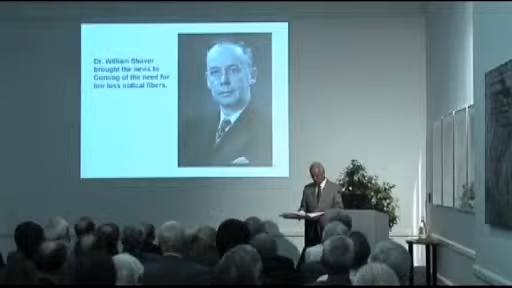 Dr. William Shaver
brought the news to
Corning of the need for
low loss optical fibers.